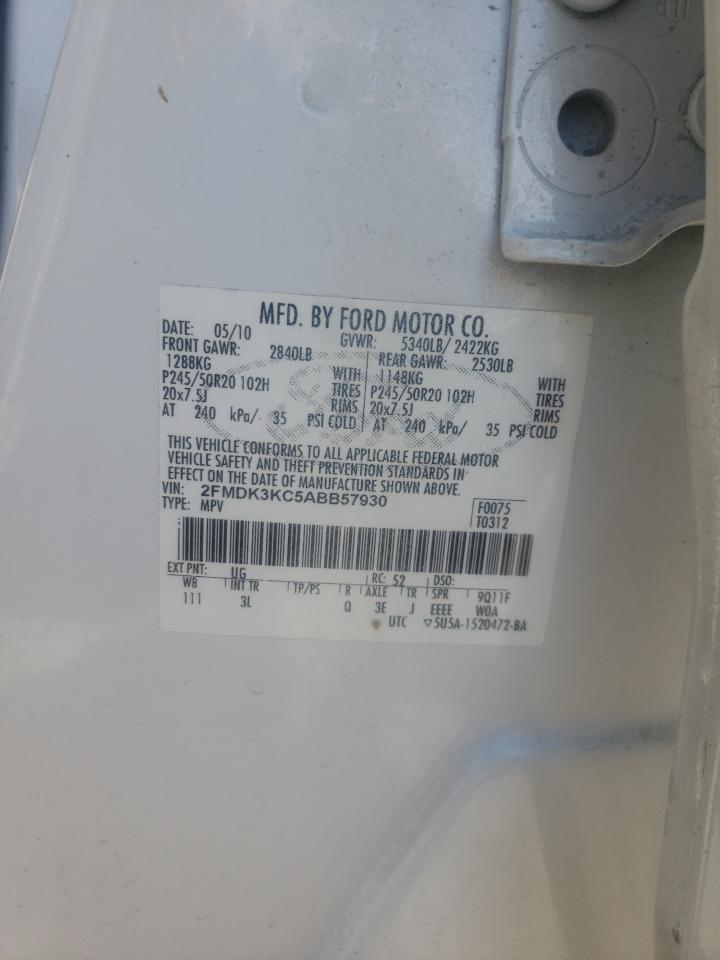 MFD. BY FORD MOTOR CO.
DATE: 05/10 GVWR: 5340LB/ 2422KG
FRONT GAWR: 2840LB REAR GAWR: 2530LB
1288KG WITH 1148KG WITH
P245/50R20 102H TIRES P245/50R20 102H TIRES
20x7.5J RIMS 20x7.5J RIMS
AT 240 kPa/ 35 PSI COLD AT 240 kPa/ 35 PSI COLD
THIS VEHICLE CONFORMS TO ALL APPLICABLE FEDERAL MOTOR
VEHICLE SAFETY AND THEFT PREVENTION STANDARDS IN
EFFECT ON THE DATE OF MANUFACTURE SHOWN ABOVE.
VIN: 2FMDK3KC5ABB57930 F0075
TYPE: MPV T0312
EXT PNT: UG RC: 52 DSO:
WB INT TR TP/PS R AXLE TR SPR 9Q11F
111 3L Q 3E J EEEE W0A
UTC ▽5U5A-1520472-BA